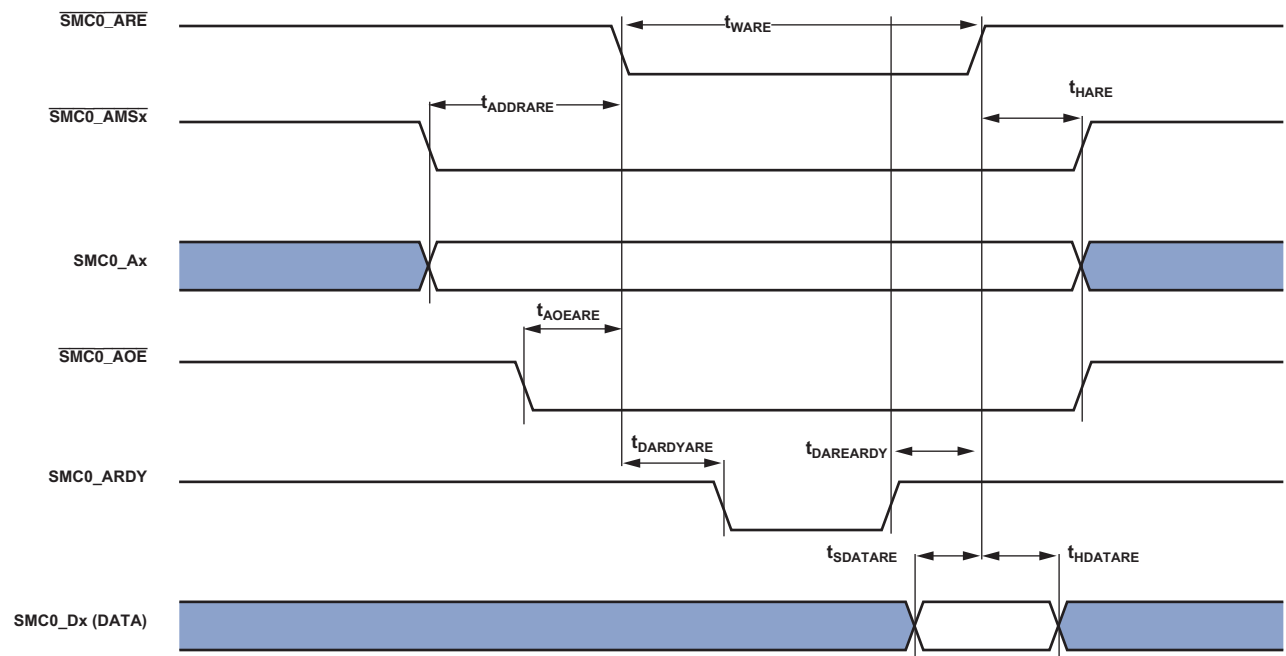 SMC0_ARE
tWARE
tADDRARE
tHARE
SMC0_AMSx
SMC0_Ax
tAOEARE
SMC0_AOE
tDARDYARE
tDAREARDY
SMC0_ARDY
tSDATARE
tHDATARE
SMC0_Dx (DATA)